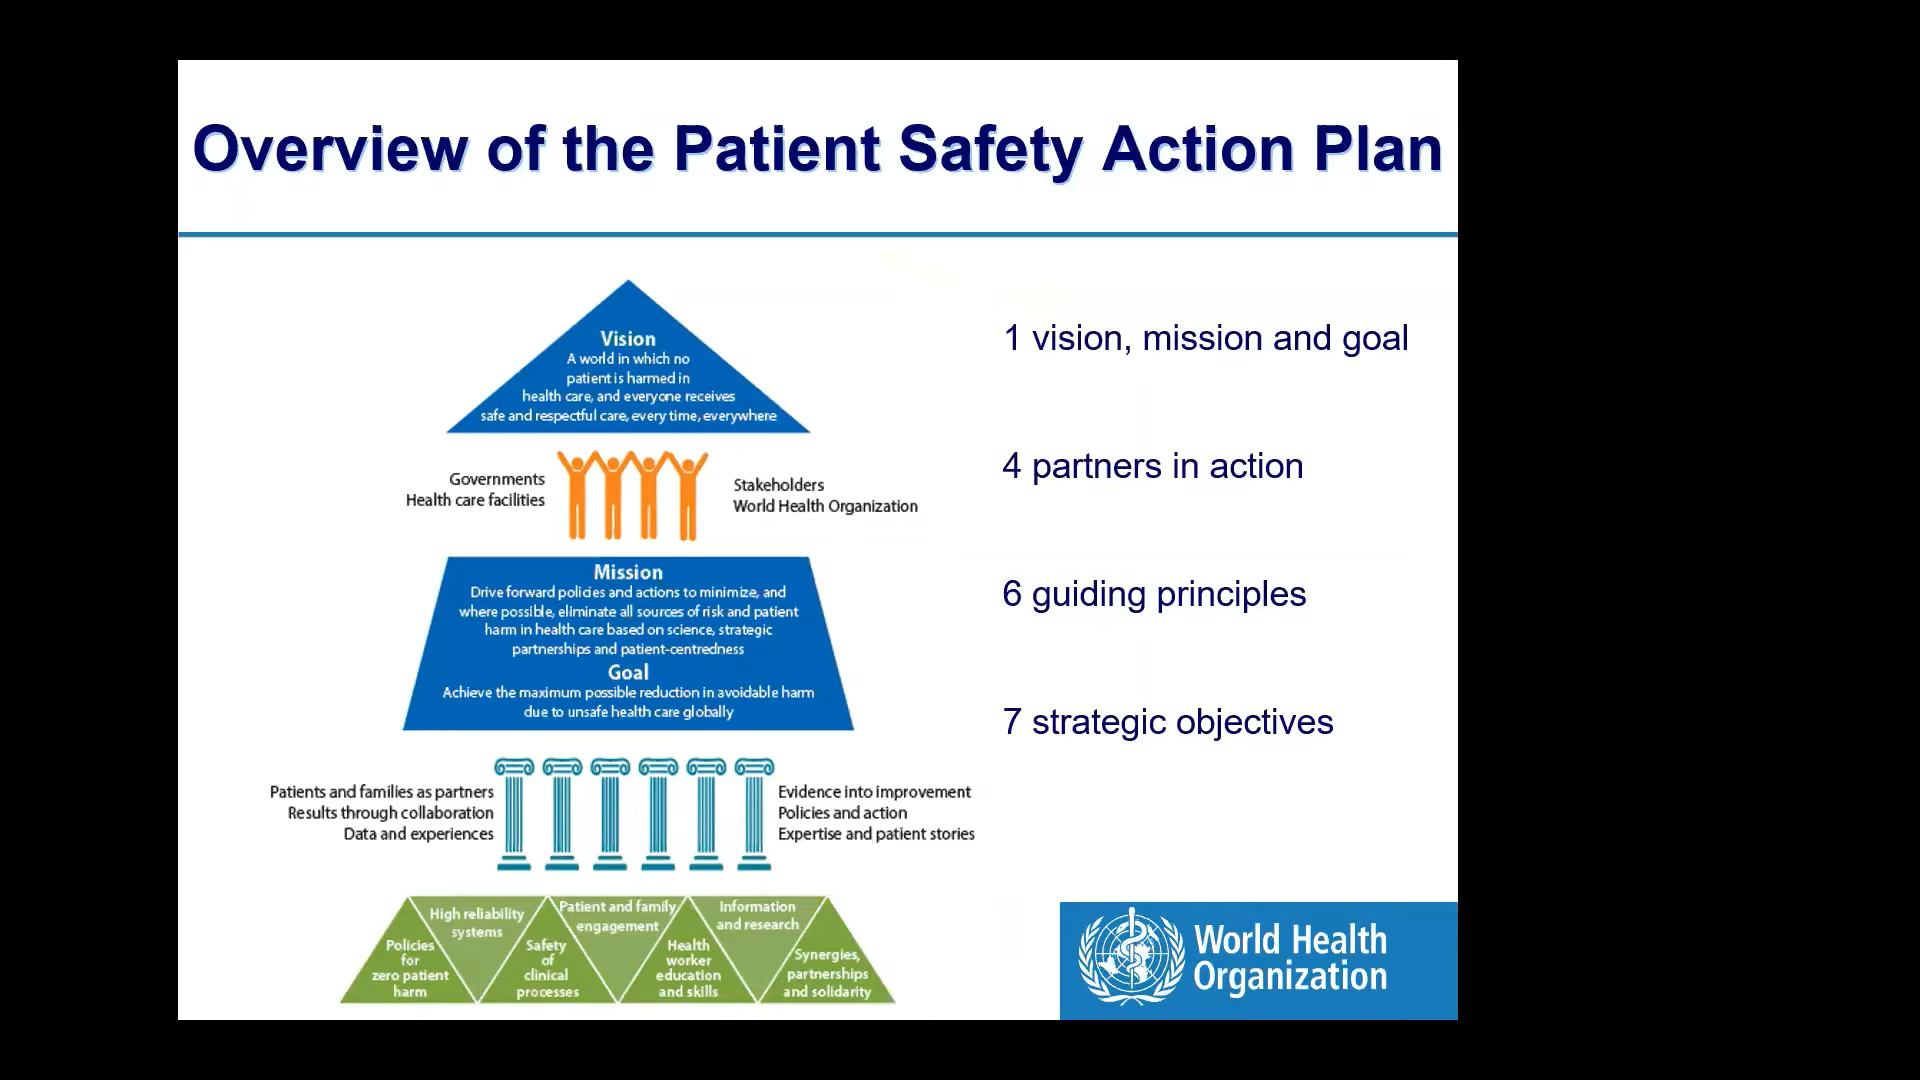 Overview of the Patient Safety Action Plan
Vision
A world in which no
patient is harmed in
health care, and everyone receives
safe and respectful care, every time, everywhere
Governments
Health care facilities
Stakeholders
World Health Organization
Mission
Drive forward policies and actions to minimize, and
where possible, eliminate all sources of risk and patient
harm in health care based on science, strategic
partnerships and patient-centredness
Goal
Achieve the maximum possible reduction in avoidable harm
due to unsafe health care globally
Patients and families as partners
Results through collaboration
Data and experiences
Evidence into improvement
Policies and action
Expertise and patient stories
Policies
for
zero patient
harm
High reliability
systems
Safety
of
clinical
processes
Patient and family
engagement
Health
worker
education
and skills
Information
and research
Synergies,
partnerships
and solidarity
1 vision, mission and goal
4 partners in action
6 guiding principles
7 strategic objectives
World Health
Organization